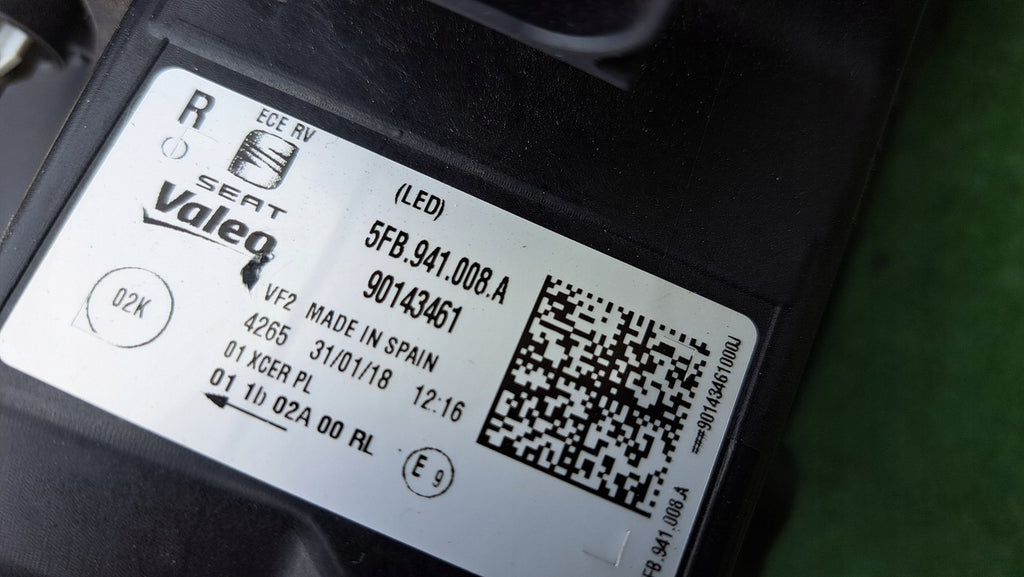 R
ECE RV
SEAT
Valeo
(LED)
5FB.941.008.A
90143461
02K
VF2 MADE IN SPAIN
4265 31/01/18 12:16
01 XCER PL
01 1b 02A 00 RL
E 9
===90143461000J
5FB.941.008.A